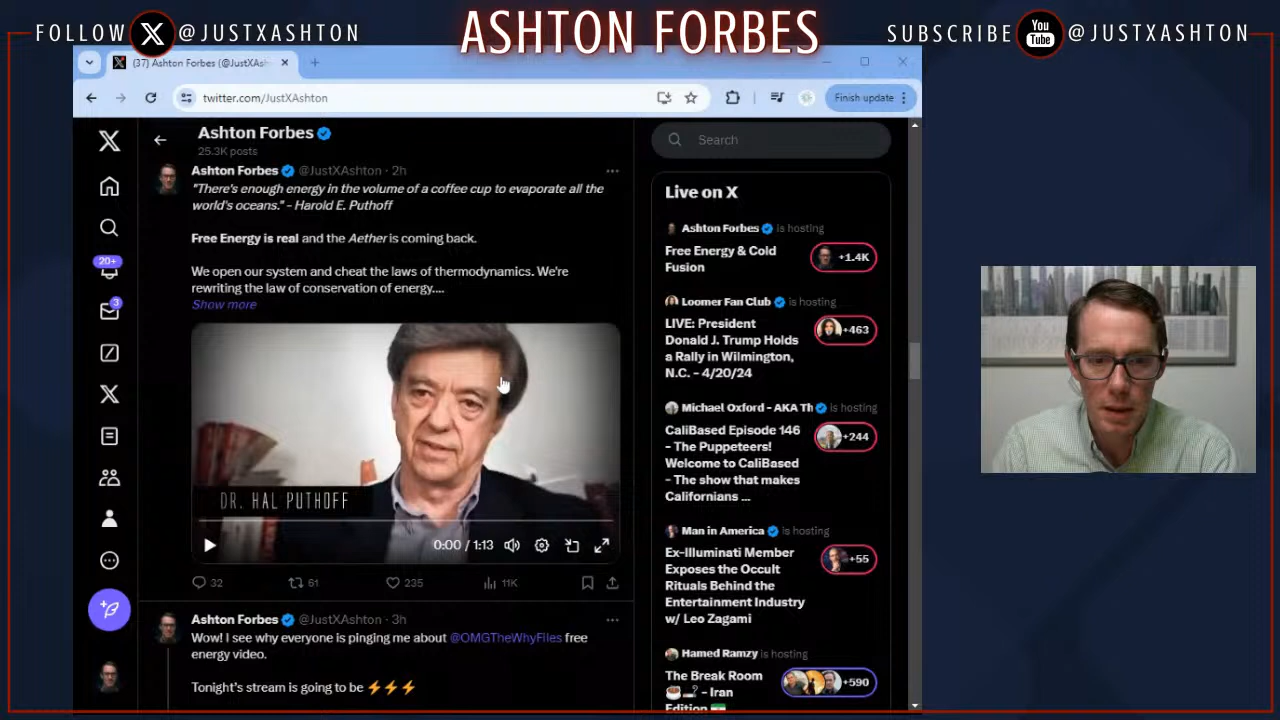 FOLLOW X @JUSTXASHTON
ASHTON FORBES
SUBSCRIBE You Tube @JUSTXASHTON
(37) Ashton Forbes (@JustXAsh
twitter.com/JustXAshton
Finish update
Ashton Forbes
25.3K posts
Ashton Forbes @JustXAshton · 2h
"There's enough energy in the volume of a coffee cup to evaporate all the
world's oceans." - Harold E. Puthoff
Free Energy is real and the Aether is coming back.
We open our system and cheat the laws of thermodynamics. We're
rewriting the law of conservation of energy....
Show more
DR. HAL PUTHOFF
0:00 / 1:13
32
61
235
11K
Ashton Forbes @JustXAshton · 3h
Wow! I see why everyone is pinging me about @OMGTheWhyFiles free
energy video.
Tonight's stream is going to be ⚡⚡⚡
20+
3
Search
Live on X
Ashton Forbes is hosting
Free Energy & Cold
Fusion
+1.4K
Loomer Fan Club is hosting
LIVE: President
Donald J. Trump Holds
a Rally in Wilmington,
N.C. - 4/20/24
+463
Michael Oxford - AKA Th is hosting
CaliBased Episode 146
- The Puppeteers!
Welcome to CaliBased
- The show that makes
Californians ...
+244
Man in America is hosting
Ex-Illuminati Member
Exposes the Occult
Rituals Behind the
Entertainment Industry
w/ Leo Zagami
+55
Hamed Ramzy is hosting
The Break Room
☕🚬 - Iran
Edition 🇮🇷
+590